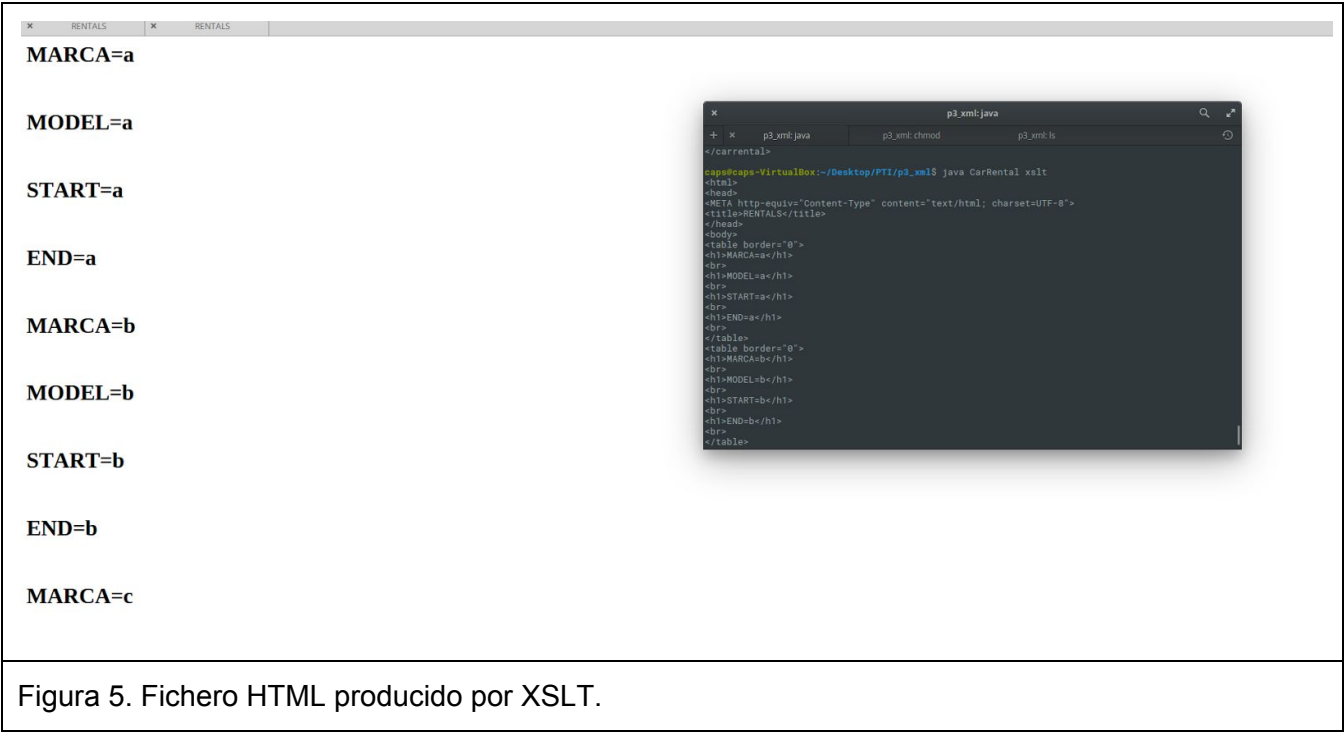 × RENTALS × RENTALS
MARCA=a
MODEL=a
START=a
END=a
MARCA=b
MODEL=b
START=b
END=b
MARCA=c
× p3_xml: java
+ × p3_xml: java p3_xml: chmod p3_xml: ls
</carrental>
caps@caps-VirtualBox:~/Desktop/PTI/p3_xml$ java CarRental xslt
<html>
<head>
<META http-equiv="Content-Type" content="text/html; charset=UTF-8">
<title>RENTALS</title>
</head>
<body>
<table border="0">
<h1>MARCA=a</h1>
<br>
<h1>MODEL=a</h1>
<br>
<h1>START=a</h1>
<br>
<h1>END=a</h1>
<br>
</table>
<table border="0">
<h1>MARCA=b</h1>
<br>
<h1>MODEL=b</h1>
<br>
<h1>START=b</h1>
<br>
<h1>END=b</h1>
<br>
</table>
Figura 5. Fichero HTML producido por XSLT.